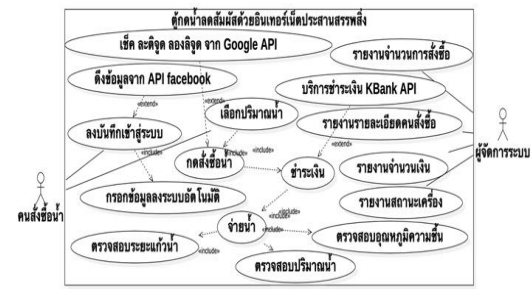 ตู้กดน้ำลดสัมผัสด้วยอินเทอร์เน็ตประสานสรรพสิ่ง
เช็ค ละติจูด ลองลิจูด จาก Google API
รายงานจำนวนการสั่งซื้อ
ดึงข้อมูลจาก API facebook
บริการชำระเงิน KBank API
«extend»
«extend»
เลือกปริมาณน้ำ
รายงานรายละเอียดคนสั่งซื้อ
ลงบันทึกเข้าสู่ระบบ
«include»
«include»
«extend»
ผู้จัดการระบบ
กดสั่งซื้อน้ำ
ชำระเงิน
รายงานจำนวนเงิน
คนสั่งซื้อน้ำ
กรอกข้อมูลลงระบบอัตโนมัติ
รายงานสถานะเครื่อง
«include»
«include»
จ่ายน้ำ
ตรวจสอบระยะแก้วน้ำ
«include»
«include»
ตรวจสอบอุณหภูมิความชื้น
ตรวจสอบปริมาณน้ำ